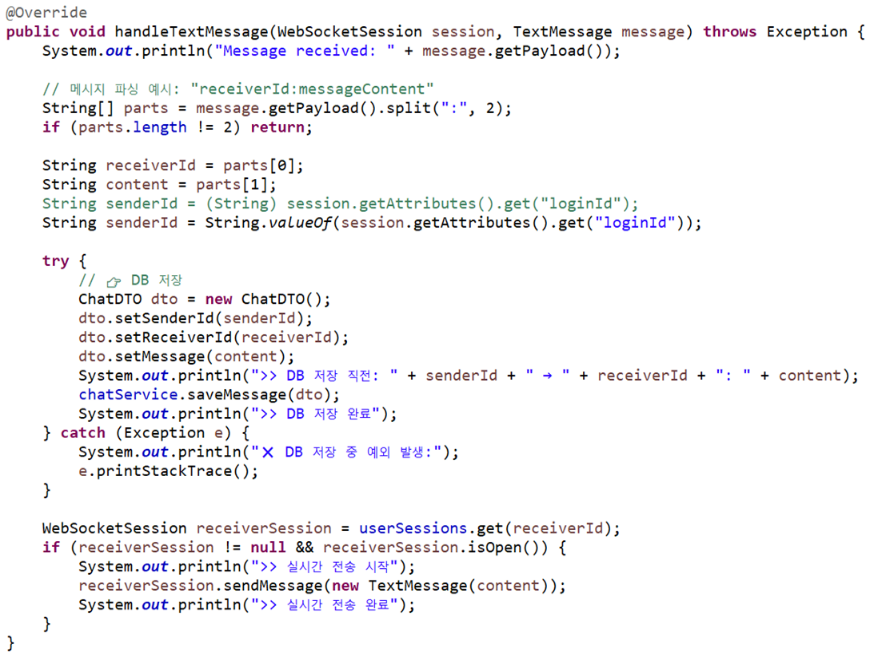 @Override
public void handleTextMessage(WebSocketSession session, TextMessage message) throws Exception {
    System.out.println("Message received: " + message.getPayload());

    // 메시지 파싱 예시: "receiverId:messageContent"
    String[] parts = message.getPayload().split(":", 2);
    if (parts.length != 2) return;

    String receiverId = parts[0];
    String content = parts[1];
    String senderId = (String) session.getAttributes().get("loginId");
    String senderId = String.valueOf(session.getAttributes().get("loginId"));

    try {
        // 👉 DB 저장
        ChatDTO dto = new ChatDTO();
        dto.setSenderId(senderId);
        dto.setReceiverId(receiverId);
        dto.setMessage(content);
        System.out.println(">> DB 저장 직전: " + senderId + " → " + receiverId + ": " + content);
        chatService.saveMessage(dto);
        System.out.println(">> DB 저장 완료");
    } catch (Exception e) {
        System.out.println("❌ DB 저장 중 예외 발생:");
        e.printStackTrace();
    }

    WebSocketSession receiverSession = userSessions.get(receiverId);
    if (receiverSession != null && receiverSession.isOpen()) {
        System.out.println(">> 실시간 전송 시작");
        receiverSession.sendMessage(new TextMessage(content));
        System.out.println(">> 실시간 전송 완료");
    }
}